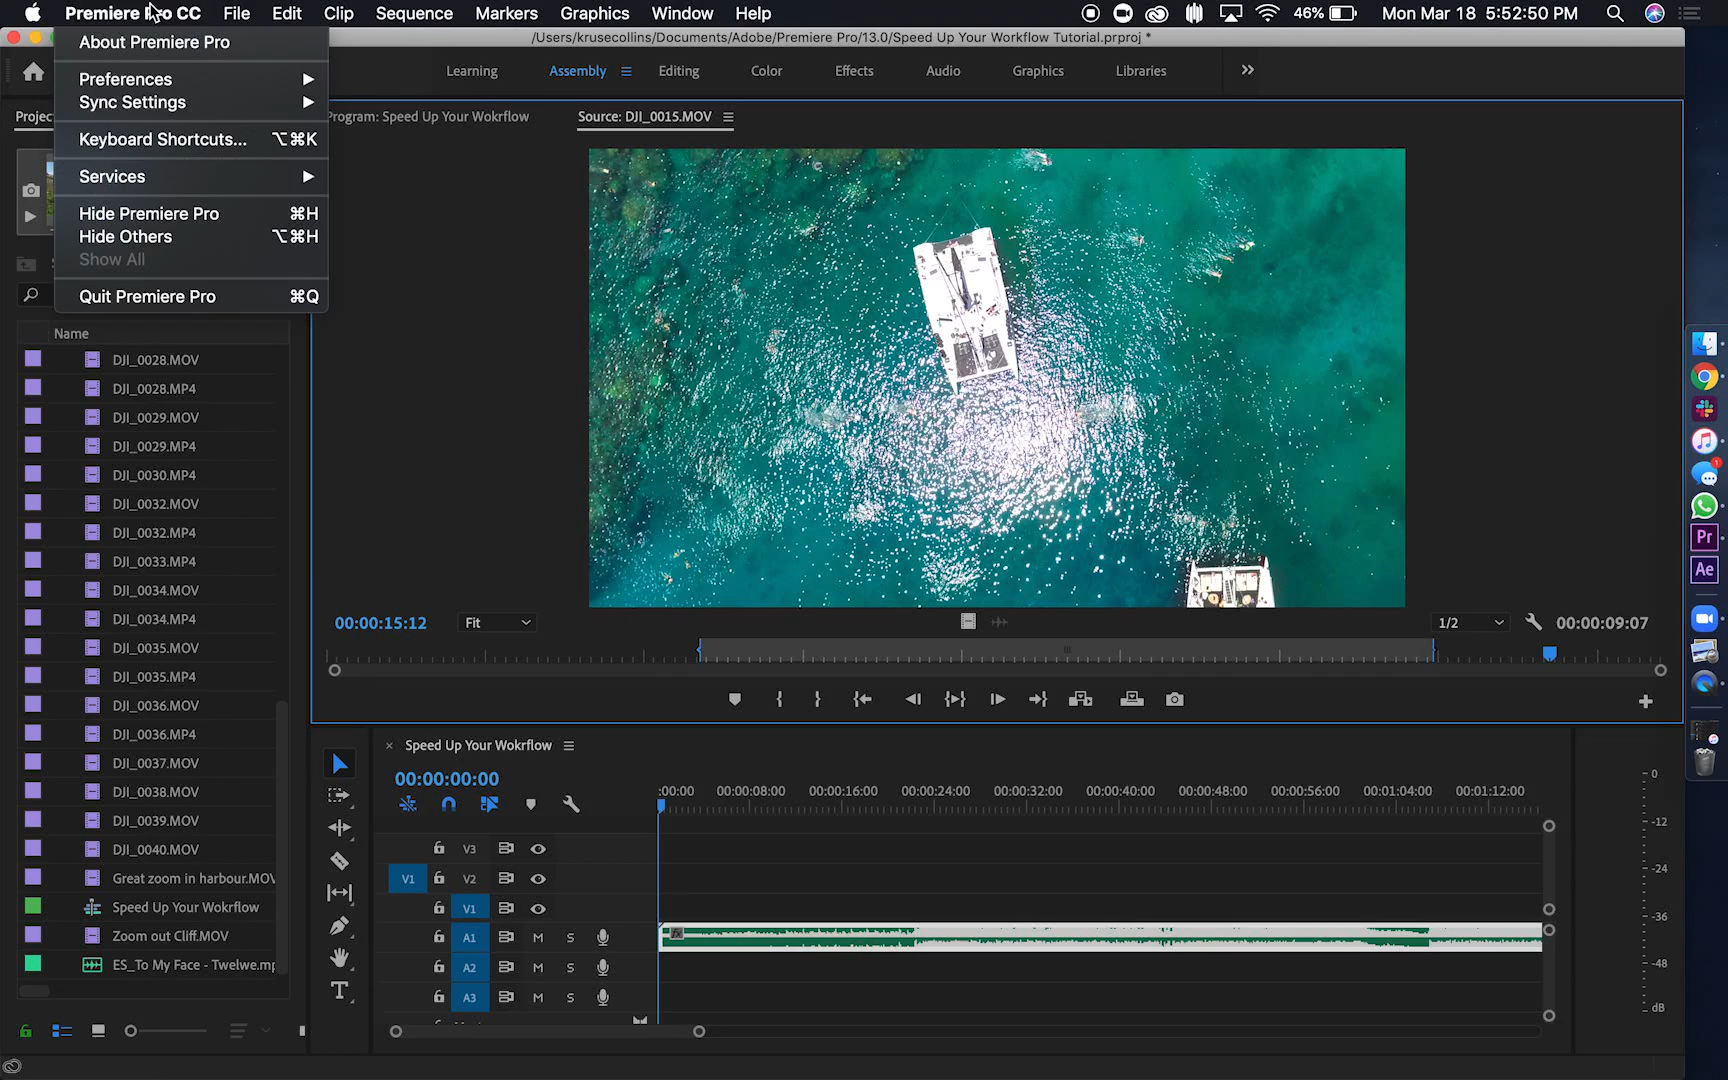 Premiere Pro CC File Edit Clip Sequence Markers Graphics Window Help 46% Mon Mar 18 5:52:50 PM
/Users/krusecollins/Documents/Adobe/Premiere Pro/13.0/Speed Up Your Workflow Tutorial.prproj *
About Premiere Pro
Preferences
Sync Settings
Keyboard Shortcuts... ⌥⌘K
Services
Hide Premiere Pro ⌘H
Hide Others ⌥⌘H
Show All
Quit Premiere Pro ⌘Q
Learning Assembly Editing Color Effects Audio Graphics Libraries
Program: Speed Up Your Wokrflow Source: DJI_0015.MOV
Name
DJI_0028.MOV
DJI_0028.MP4
DJI_0029.MOV
DJI_0029.MP4
DJI_0030.MP4
DJI_0032.MOV
DJI_0032.MP4
DJI_0033.MP4
DJI_0034.MOV
DJI_0034.MP4
DJI_0035.MOV
DJI_0035.MP4
DJI_0036.MOV
DJI_0036.MP4
DJI_0037.MOV
DJI_0038.MOV
DJI_0039.MOV
DJI_0040.MOV
Great zoom in harbour.MOV
Speed Up Your Wokrflow
Zoom out Cliff.MOV
ES_To My Face - Twelwe.mp
00:00:15:12 Fit 1/2 00:00:09:07
Speed Up Your Wokrflow
00:00:00:00
:00:00 00:00:08:00 00:00:16:00 00:00:24:00 00:00:32:00 00:00:40:00 00:00:48:00 00:00:56:00 00:01:04:00 00:01:12:00
V3
V1 V2
V1
fx
A1 M S
A2 M S
A3 M S
T
0
-12
-24
-36
-48
dB
1
Pr
Ae